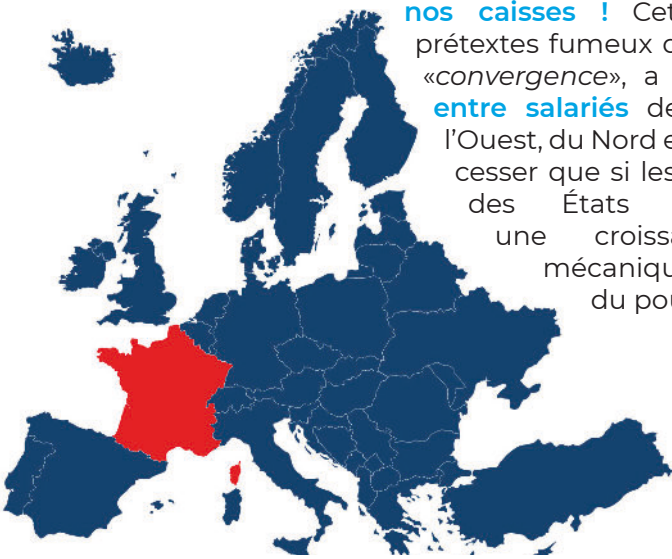 nos caisses ! Cet
prétextes fumeux
«convergence», a
entre salariés de
l’Ouest, du Nord e
cesser que si les
des États
une croissa
mécaniqu
du pou